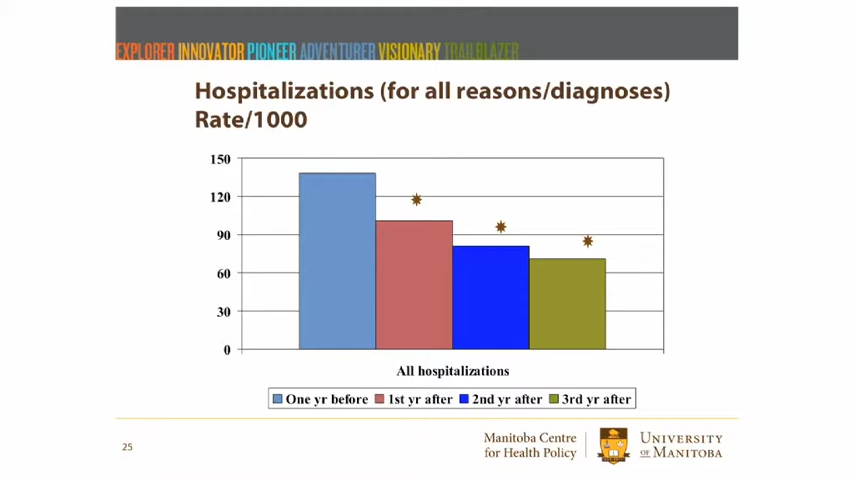 EXPLORER INNOVATOR PIONEER ADVENTURER VISIONARY TRAILBLAZER
Hospitalizations (for all reasons/diagnoses)
Rate/1000
150
120
90
60
30
0
All hospitalizations
One yr before 1st yr after 2nd yr after 3rd yr after
25
Manitoba Centre
for Health Policy
UNIVERSITY
OF MANITOBA